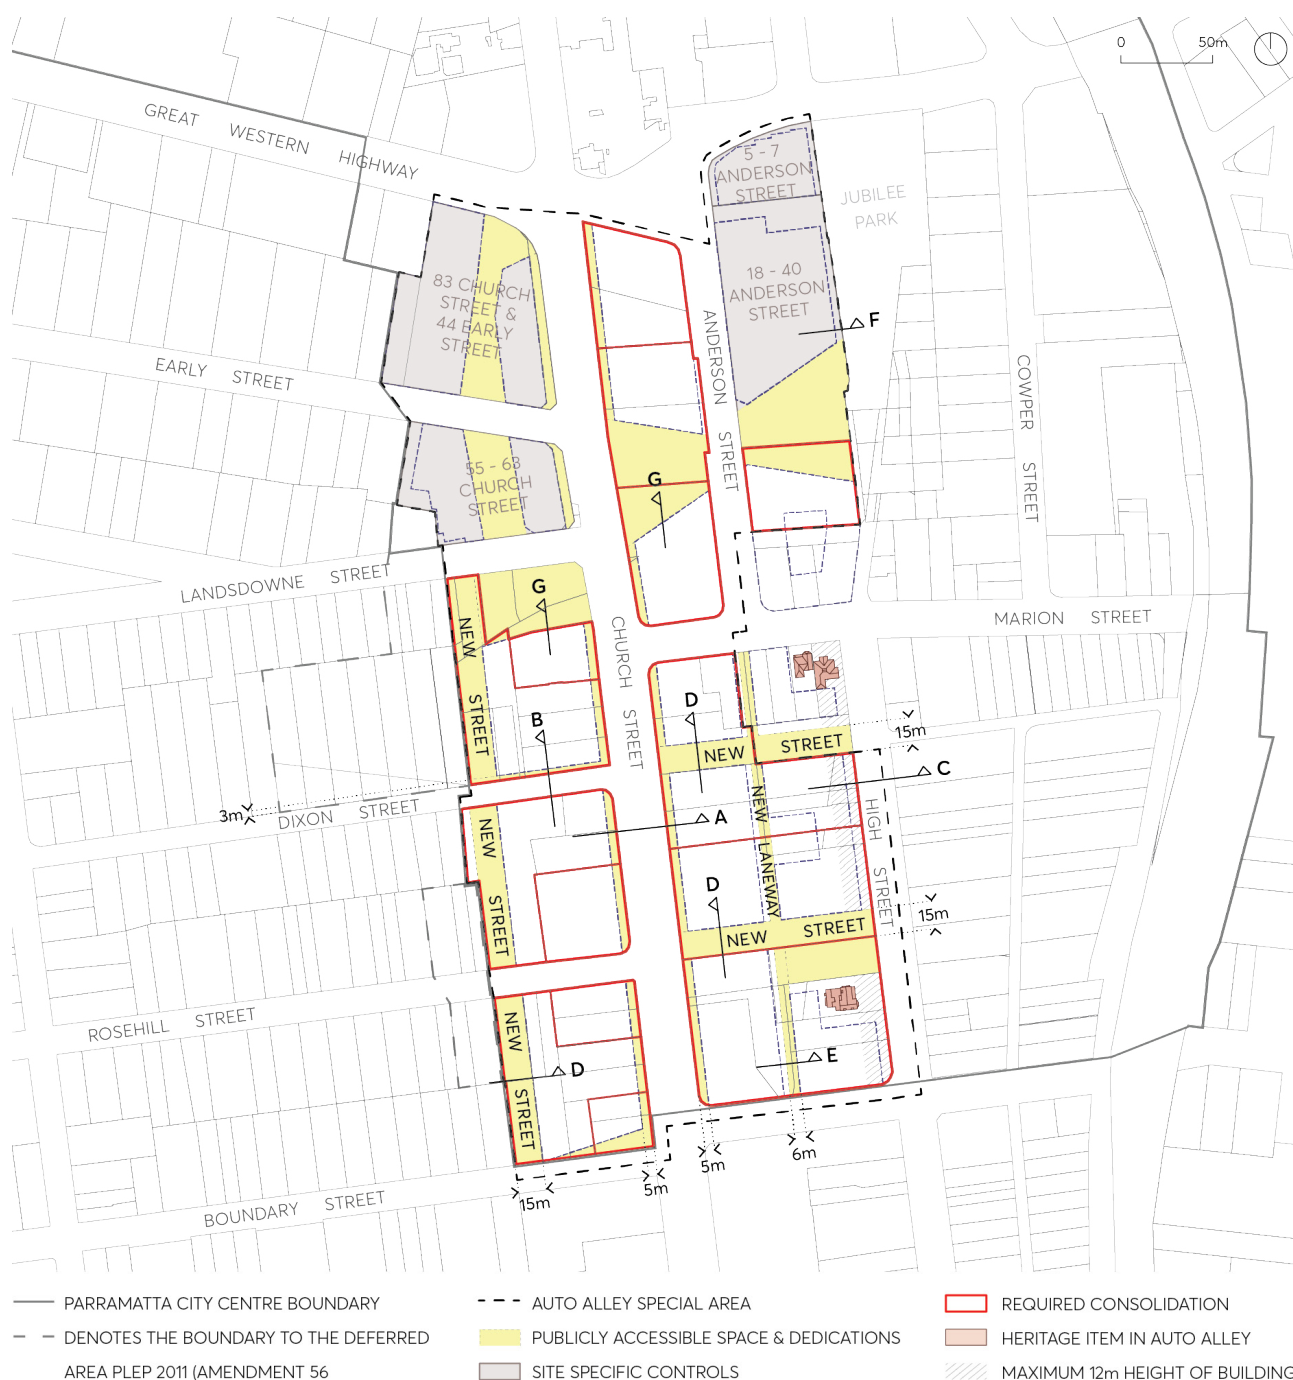 0 50m
GREAT WESTERN HIGHWAY
5 - 7
ANDERSON
STREET
JUBILEE
PARK
83 CHURCH
STREET &
44 EARLY
STREET
18 - 40
ANDERSON
STREET
F
ANDERSON STREET
EARLY STREET
COWPER STREET
55 - 63
CHURCH
STREET
G
LANDSDOWNE STREET
G
MARION STREET
CHURCH STREET
NEW STREET
B
D
15m
NEW STREET
C
3m
DIXON STREET
A
NEW LANEWAY
HIGH STREET
NEW STREET
D
15m
NEW STREET
ROSEHILL STREET
NEW STREET
D
E
5m
6m
5m
15m
BOUNDARY STREET
PARRAMATTA CITY CENTRE BOUNDARY
DENOTES THE BOUNDARY TO THE DEFERRED
AREA PLEP 2011 (AMENDMENT 56
AUTO ALLEY SPECIAL AREA
PUBLICLY ACCESSIBLE SPACE & DEDICATIONS
SITE SPECIFIC CONTROLS
REQUIRED CONSOLIDATION
HERITAGE ITEM IN AUTO ALLEY
MAXIMUM 12m HEIGHT OF BUILDING